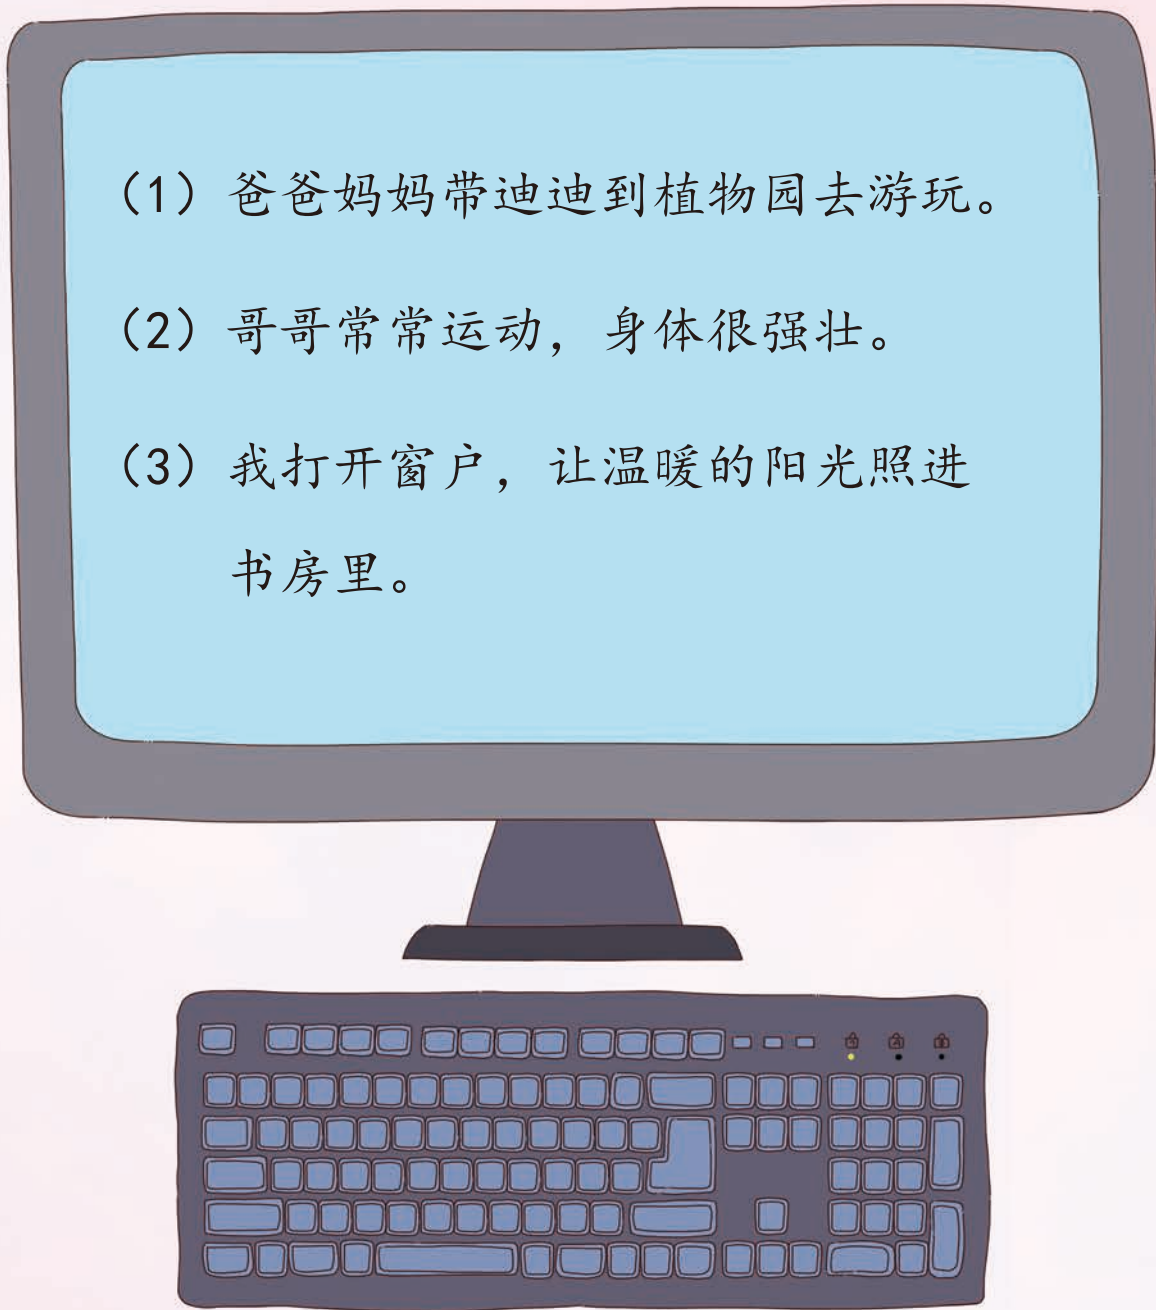 （1）爸爸妈妈带迪迪到植物园去游玩。
（2）哥哥常常运动，身体很强壮。
（3）我打开窗户，让温暖的阳光照进
书房里。